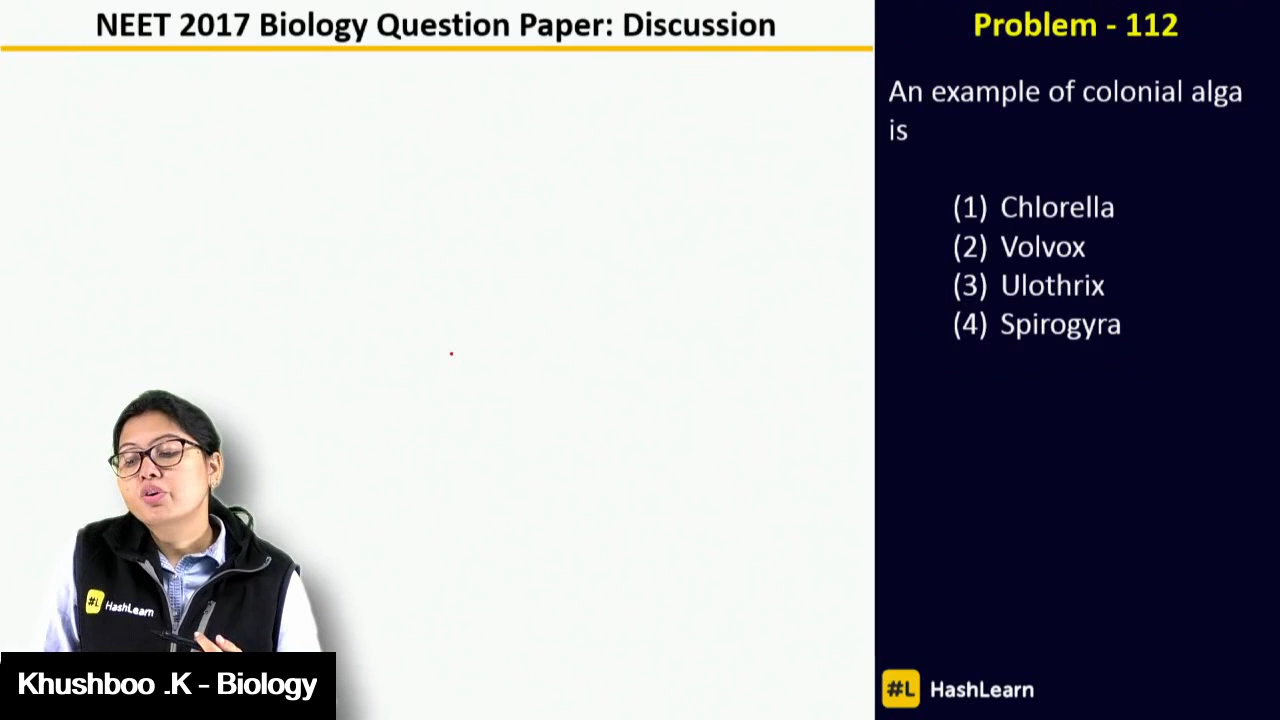 NEET 2017 Biology Question Paper: Discussion
Problem - 112
An example of colonial alga
is
(1) Chlorella
(2) Volvox
(3) Ulothrix
(4) Spirogyra
#L HashLearn
Khushboo .K - Biology
#L HashLearn